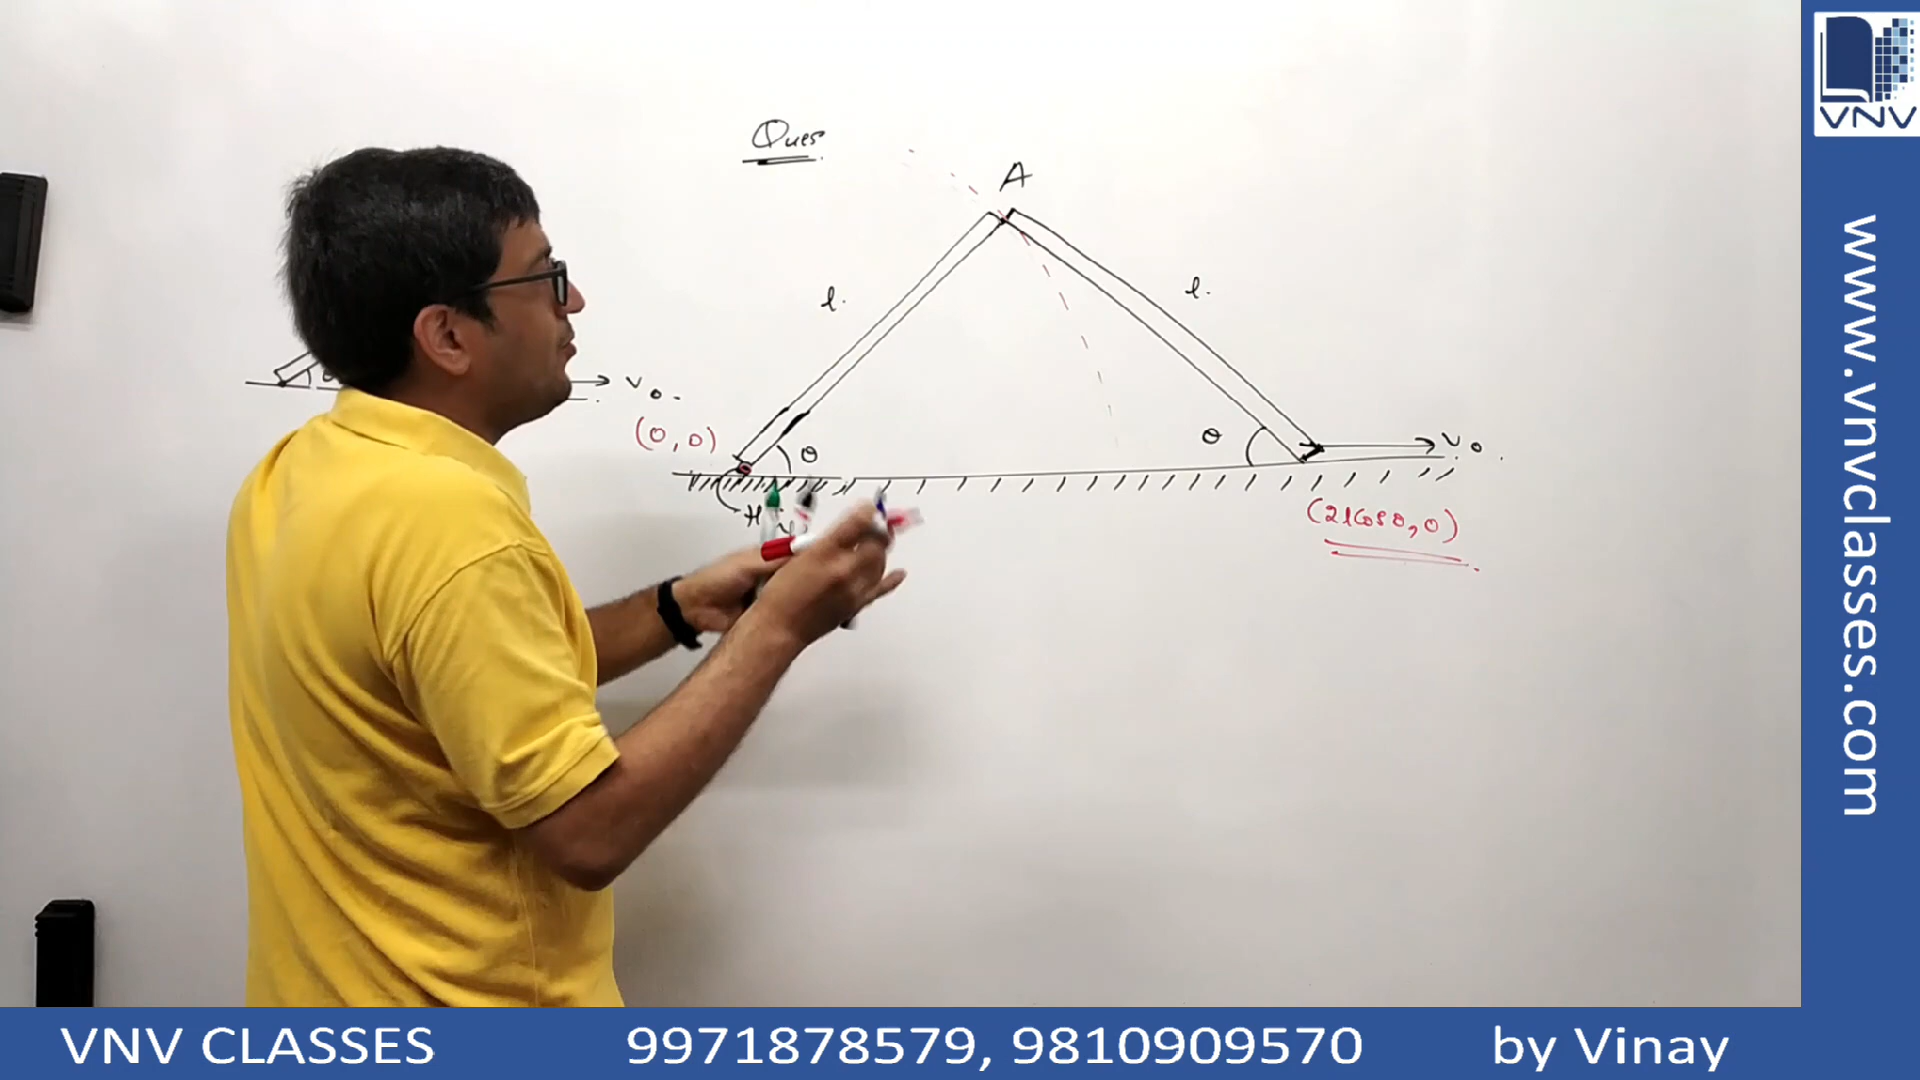 Ques
A
l.
l.
θ
v0.
(0,0)
θ
θ
v0.
(2lcosθ,0)
VNV
www.vnvclasses.com
VNV CLASSES
9971878579, 9810909570
by Vinay